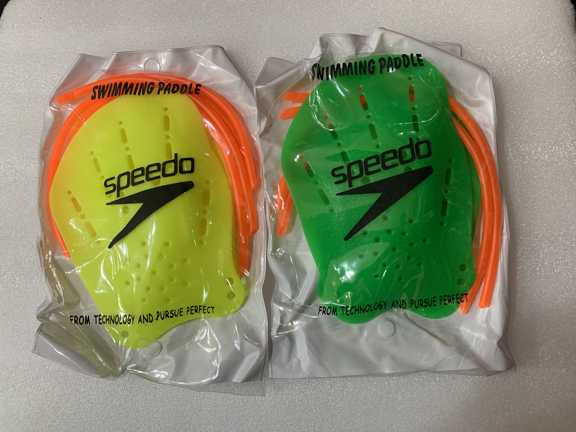 SWIMMING PADDLE
speedo
FROM TECHNOLOGY AND PURSUE PERFECT
SWIMMING PADDLE
speedo
FROM TECHNOLOGY AND PURSUE PERFECT